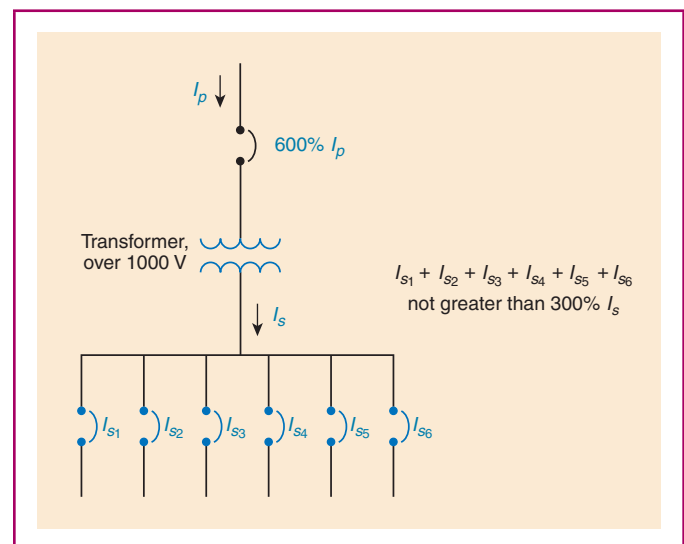 Ip
600% Ip
Transformer,
over 1000 V
Is1 + Is2 + Is3 + Is4 + Is5 + Is6
not greater than 300% Is
Is
Is1 Is2 Is3 Is4 Is5 Is6